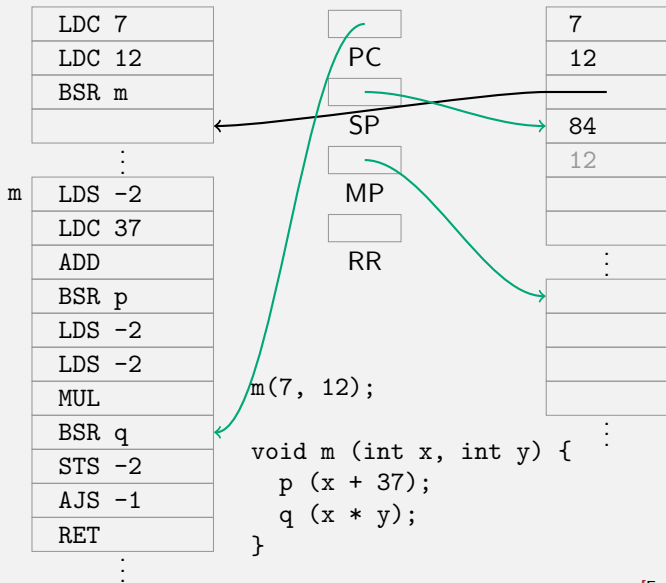 LDC 7
LDC 12
BSR m
⋮
m
LDS -2
LDC 37
ADD
BSR p
LDS -2
LDS -2
MUL
BSR q
STS -2
AJS -1
RET
⋮
PC
SP
MP
RR
7
12
84
12
⋮
⋮
m(7, 12);
void m (int x, int y) {
p (x + 37);
q (x * y);
}